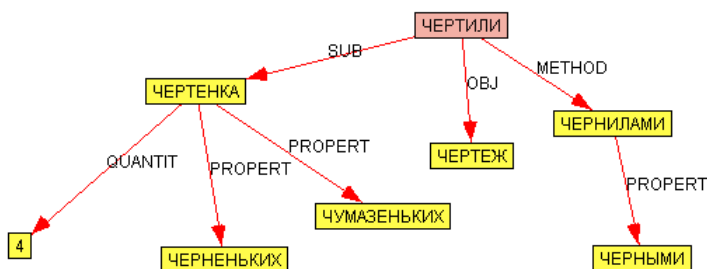 ЧЕРТИЛИ
SUB
OBJ
METHOD
ЧЕРТЕНКА
ЧЕРНИЛАМИ
ЧЕРТЕЖ
QUANTIT
PROPERT
PROPERT
PROPERT
ЧУМАЗЕНЬКИХ
4
ЧЕРНЕНЬКИХ
ЧЕРНЫМИ